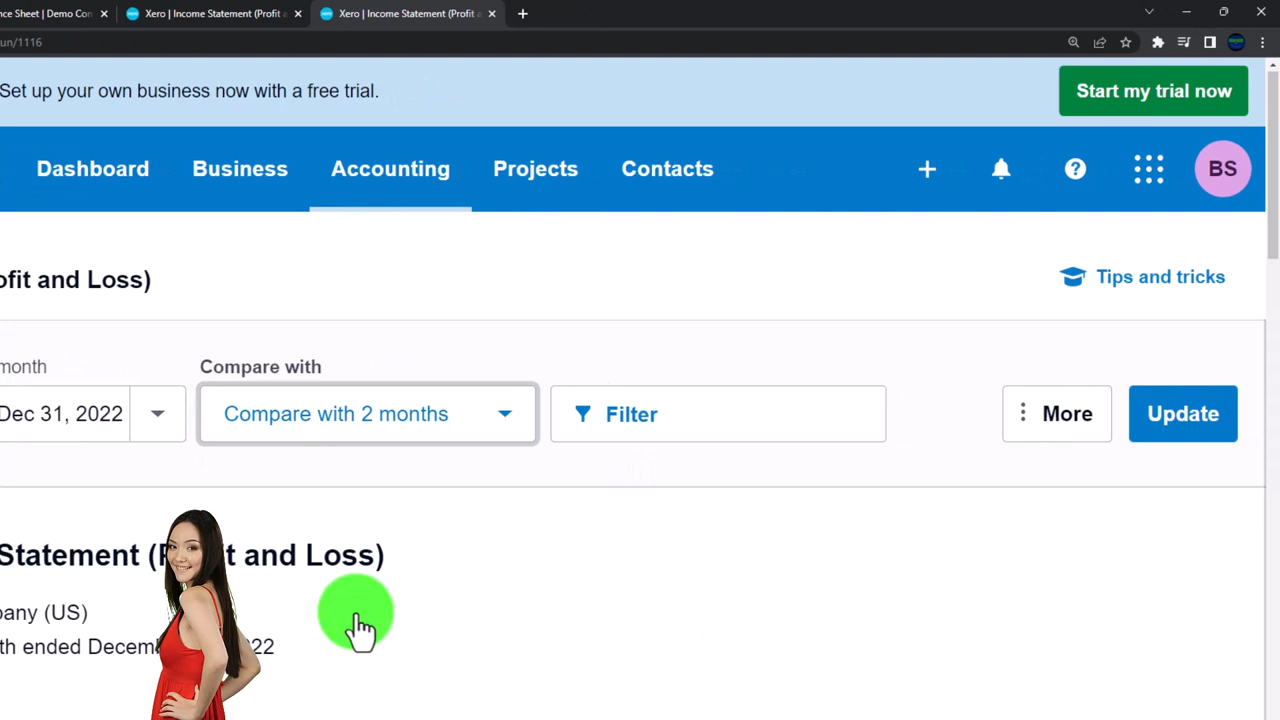 nce Sheet | Demo Con
Xero | Income Statement (Profit a
Xero | Income Statement (Profit a
un/1116
Set up your own business now with a free trial.
Start my trial now
Dashboard
Business
Accounting
Projects
Contacts
BS
ofit and Loss)
Tips and tricks
month
Compare with
Dec 31, 2022
Compare with 2 months
Filter
More
Update
Statement (P it and Loss)
pany (US)
th ended Decem 22